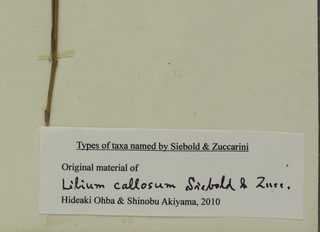 Types of taxa named by Siebold & Zuccarini
Original material of
Lilium callosum Siebold & Zucc.
Hideaki Ohba & Shinobu Akiyama, 2010